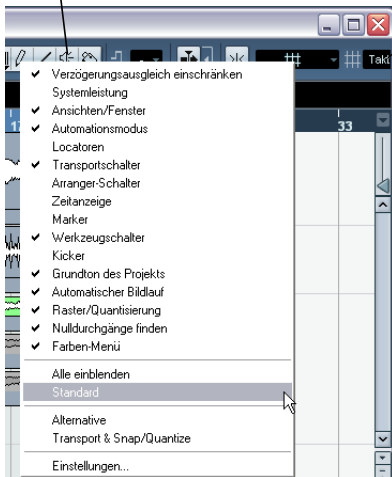 Takt
17
33
Verzögerungsausgleich einschränken
Systemleistung
Ansichten/Fenster
Automationsmodus
Locatoren
Transportschalter
Arranger-Schalter
Zeitanzeige
Marker
Werkzeugschalter
Kicker
Grundton des Projekts
Automatischer Bildlauf
Raster/Quantisierung
Nulldurchgänge finden
Farben-Menü
Alle einblenden
Standard
Alternative
Transport & Snap/Quantize
Einstellungen...